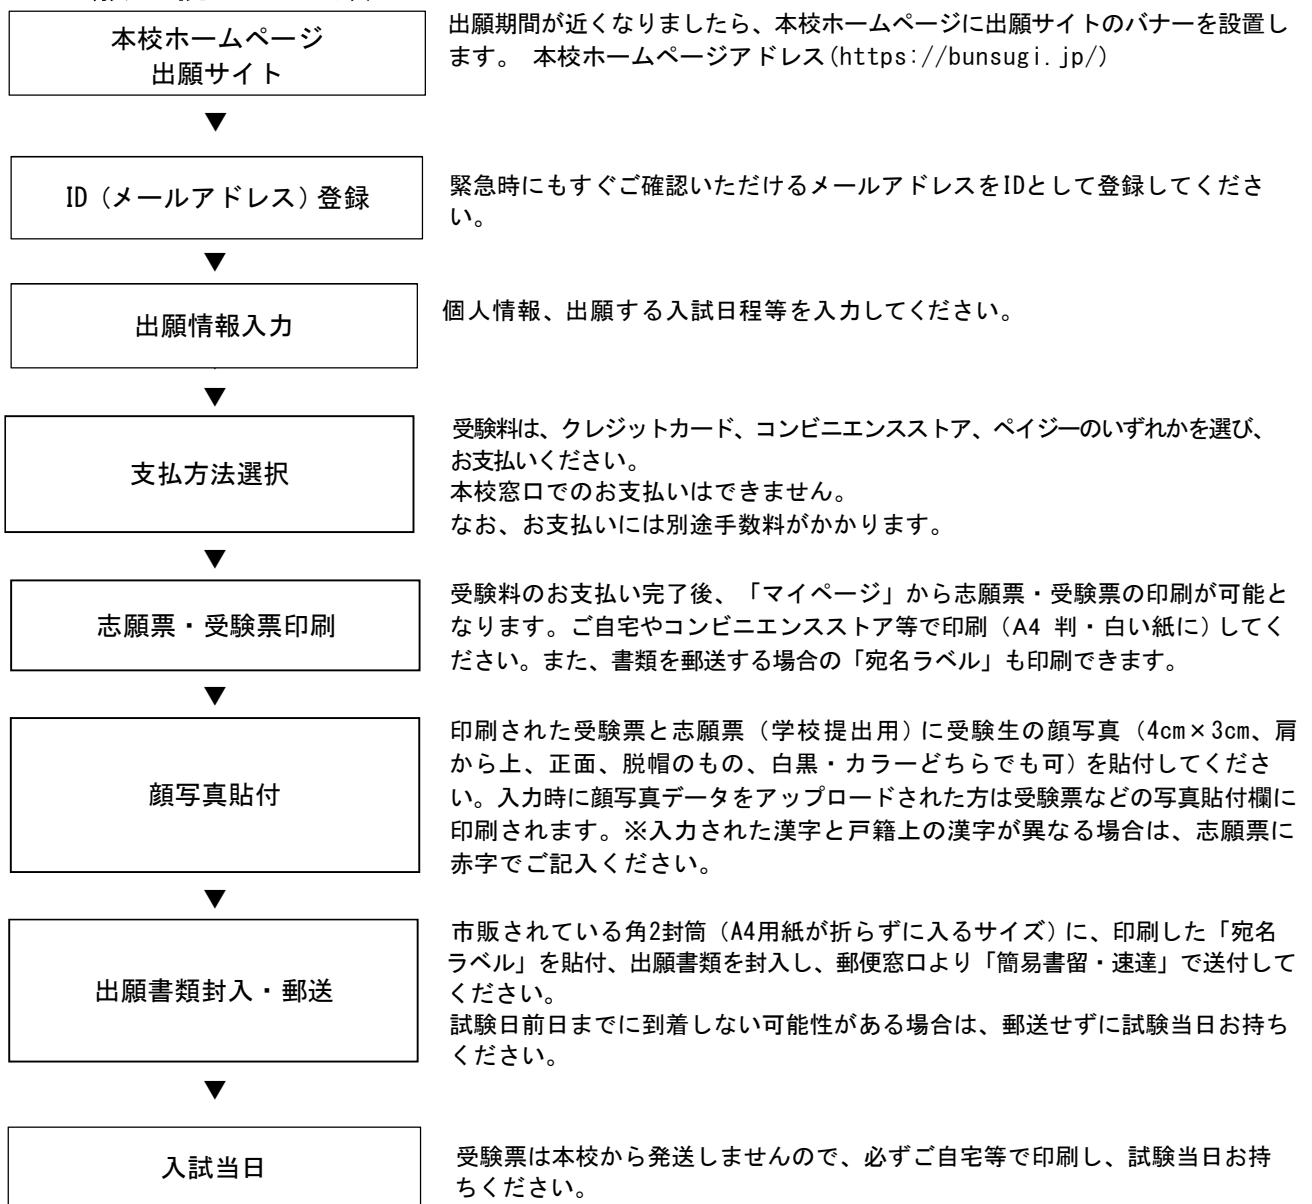 本校ホームページ
出願サイト
出願期間が近くなりましたら、本校ホームページに出願サイトのバナーを設置し
ます。 本校ホームページアドレス(https://bunsugi.jp/)
▼
ID（メールアドレス）登録
緊急時にもすぐご確認いただけるメールアドレスをIDとして登録してくださ
い。
▼
出願情報入力
個人情報、出願する入試日程等を入力してください。
▼
支払方法選択
受験料は、クレジットカード、コンビニエンスストア、ペイジーのいずれかを選び、
お支払いください。
本校窓口でのお支払いはできません。
なお、お支払いには別途手数料がかかります。
▼
志願票・受験票印刷
受験料のお支払い完了後、「マイページ」から志願票・受験票の印刷が可能と
なります。ご自宅やコンビニエンスストア等で印刷（A4 判・白い紙に）してく
ださい。また、書類を郵送する場合の「宛名ラベル」も印刷できます。
▼
顔写真貼付
印刷された受験票と志願票（学校提出用）に受験生の顔写真（4cm×3cm、肩
から上、正面、脱帽のもの、白黒・カラーどちらでも可）を貼付してくださ
い。入力時に顔写真データをアップロードされた方は受験票などの写真貼付欄に
印刷されます。※入力された漢字と戸籍上の漢字が異なる場合は、志願票に
赤字でご記入ください。
▼
出願書類封入・郵送
市販されている角2封筒（A4用紙が折らずに入るサイズ）に、印刷した「宛名
ラベル」を貼付、出願書類を封入し、郵便窓口より「簡易書留・速達」で送付して
ください。
試験日前日までに到着しない可能性がある場合は、郵送せずに試験当日お持ち
ください。
▼
入試当日
受験票は本校から発送しませんので、必ずご自宅等で印刷し、試験当日お持
ちください。